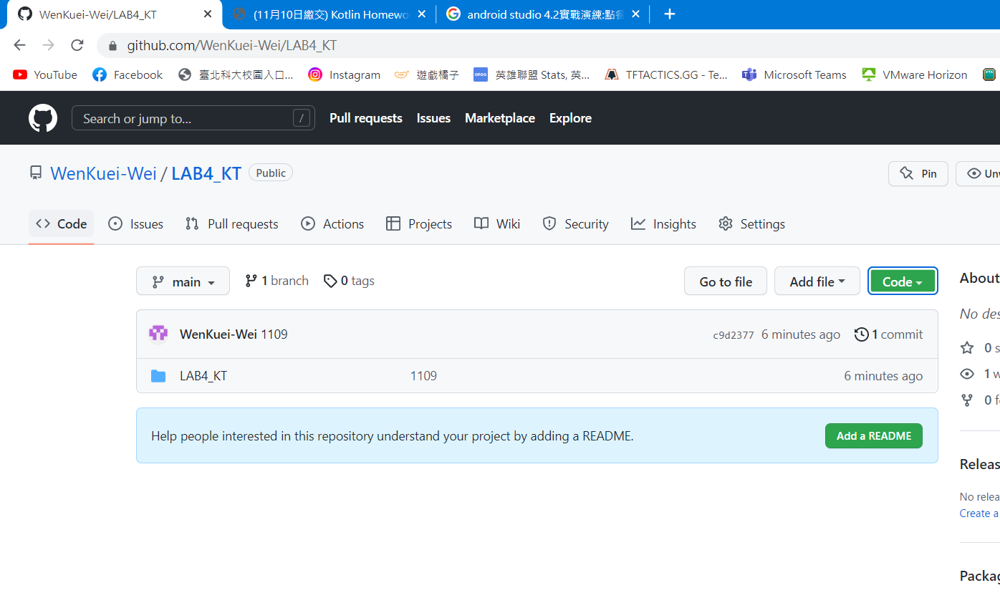 WenKuei-Wei/LAB4_KT
(11月10日繳交) Kotlin Homewo
android studio 4.2實戰演練:點餐
github.com/WenKuei-Wei/LAB4_KT
YouTube Facebook 臺北科大校園入口... Instagram 遊戲橘子 OPGG 英雄聯盟 Stats, 英... TFTACTICS.GG - Te... Microsoft Teams VMware Horizon
Search or jump to... / Pull requests Issues Marketplace Explore
WenKuei-Wei / LAB4_KT Public
Pin Unw
Code Issues Pull requests Actions Projects Wiki Security Insights Settings
main 1 branch 0 tags Go to file Add file Code
WenKuei-Wei 1109 c9d2377 6 minutes ago 1 commit
LAB4_KT 1109 6 minutes ago
Help people interested in this repository understand your project by adding a README. Add a README
About
No des
0 s
1 w
0 f
Releas
No relea
Create a
Packag